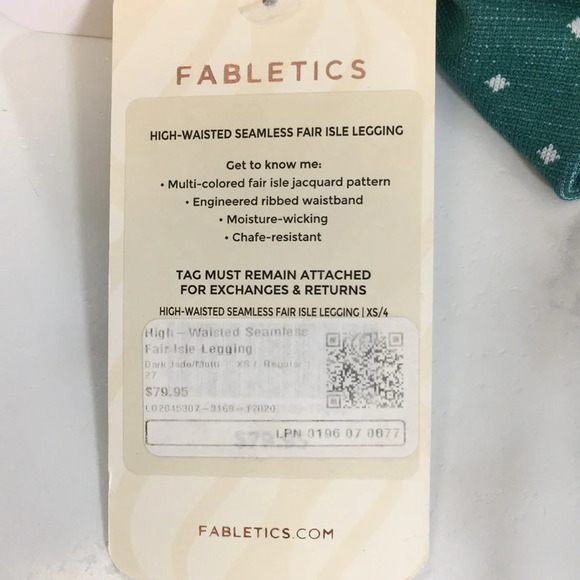 FABLETICS
HIGH-WAISTED SEAMLESS FAIR ISLE LEGGING
Get to know me:
• Multi-colored fair isle jacquard pattern
• Engineered ribbed waistband
• Moisture-wicking
• Chafe-resistant
TAG MUST REMAIN ATTACHED
FOR EXCHANGES & RETURNS
HIGH-WAISTED SEAMLESS FAIR ISLE LEGGING | XS/4
High-Waisted Seamless
Fair Isle Legging
Dark Jade/Multi XS / Regular
27
$79.95
LPN 0196 07 0877
FABLETICS.COM